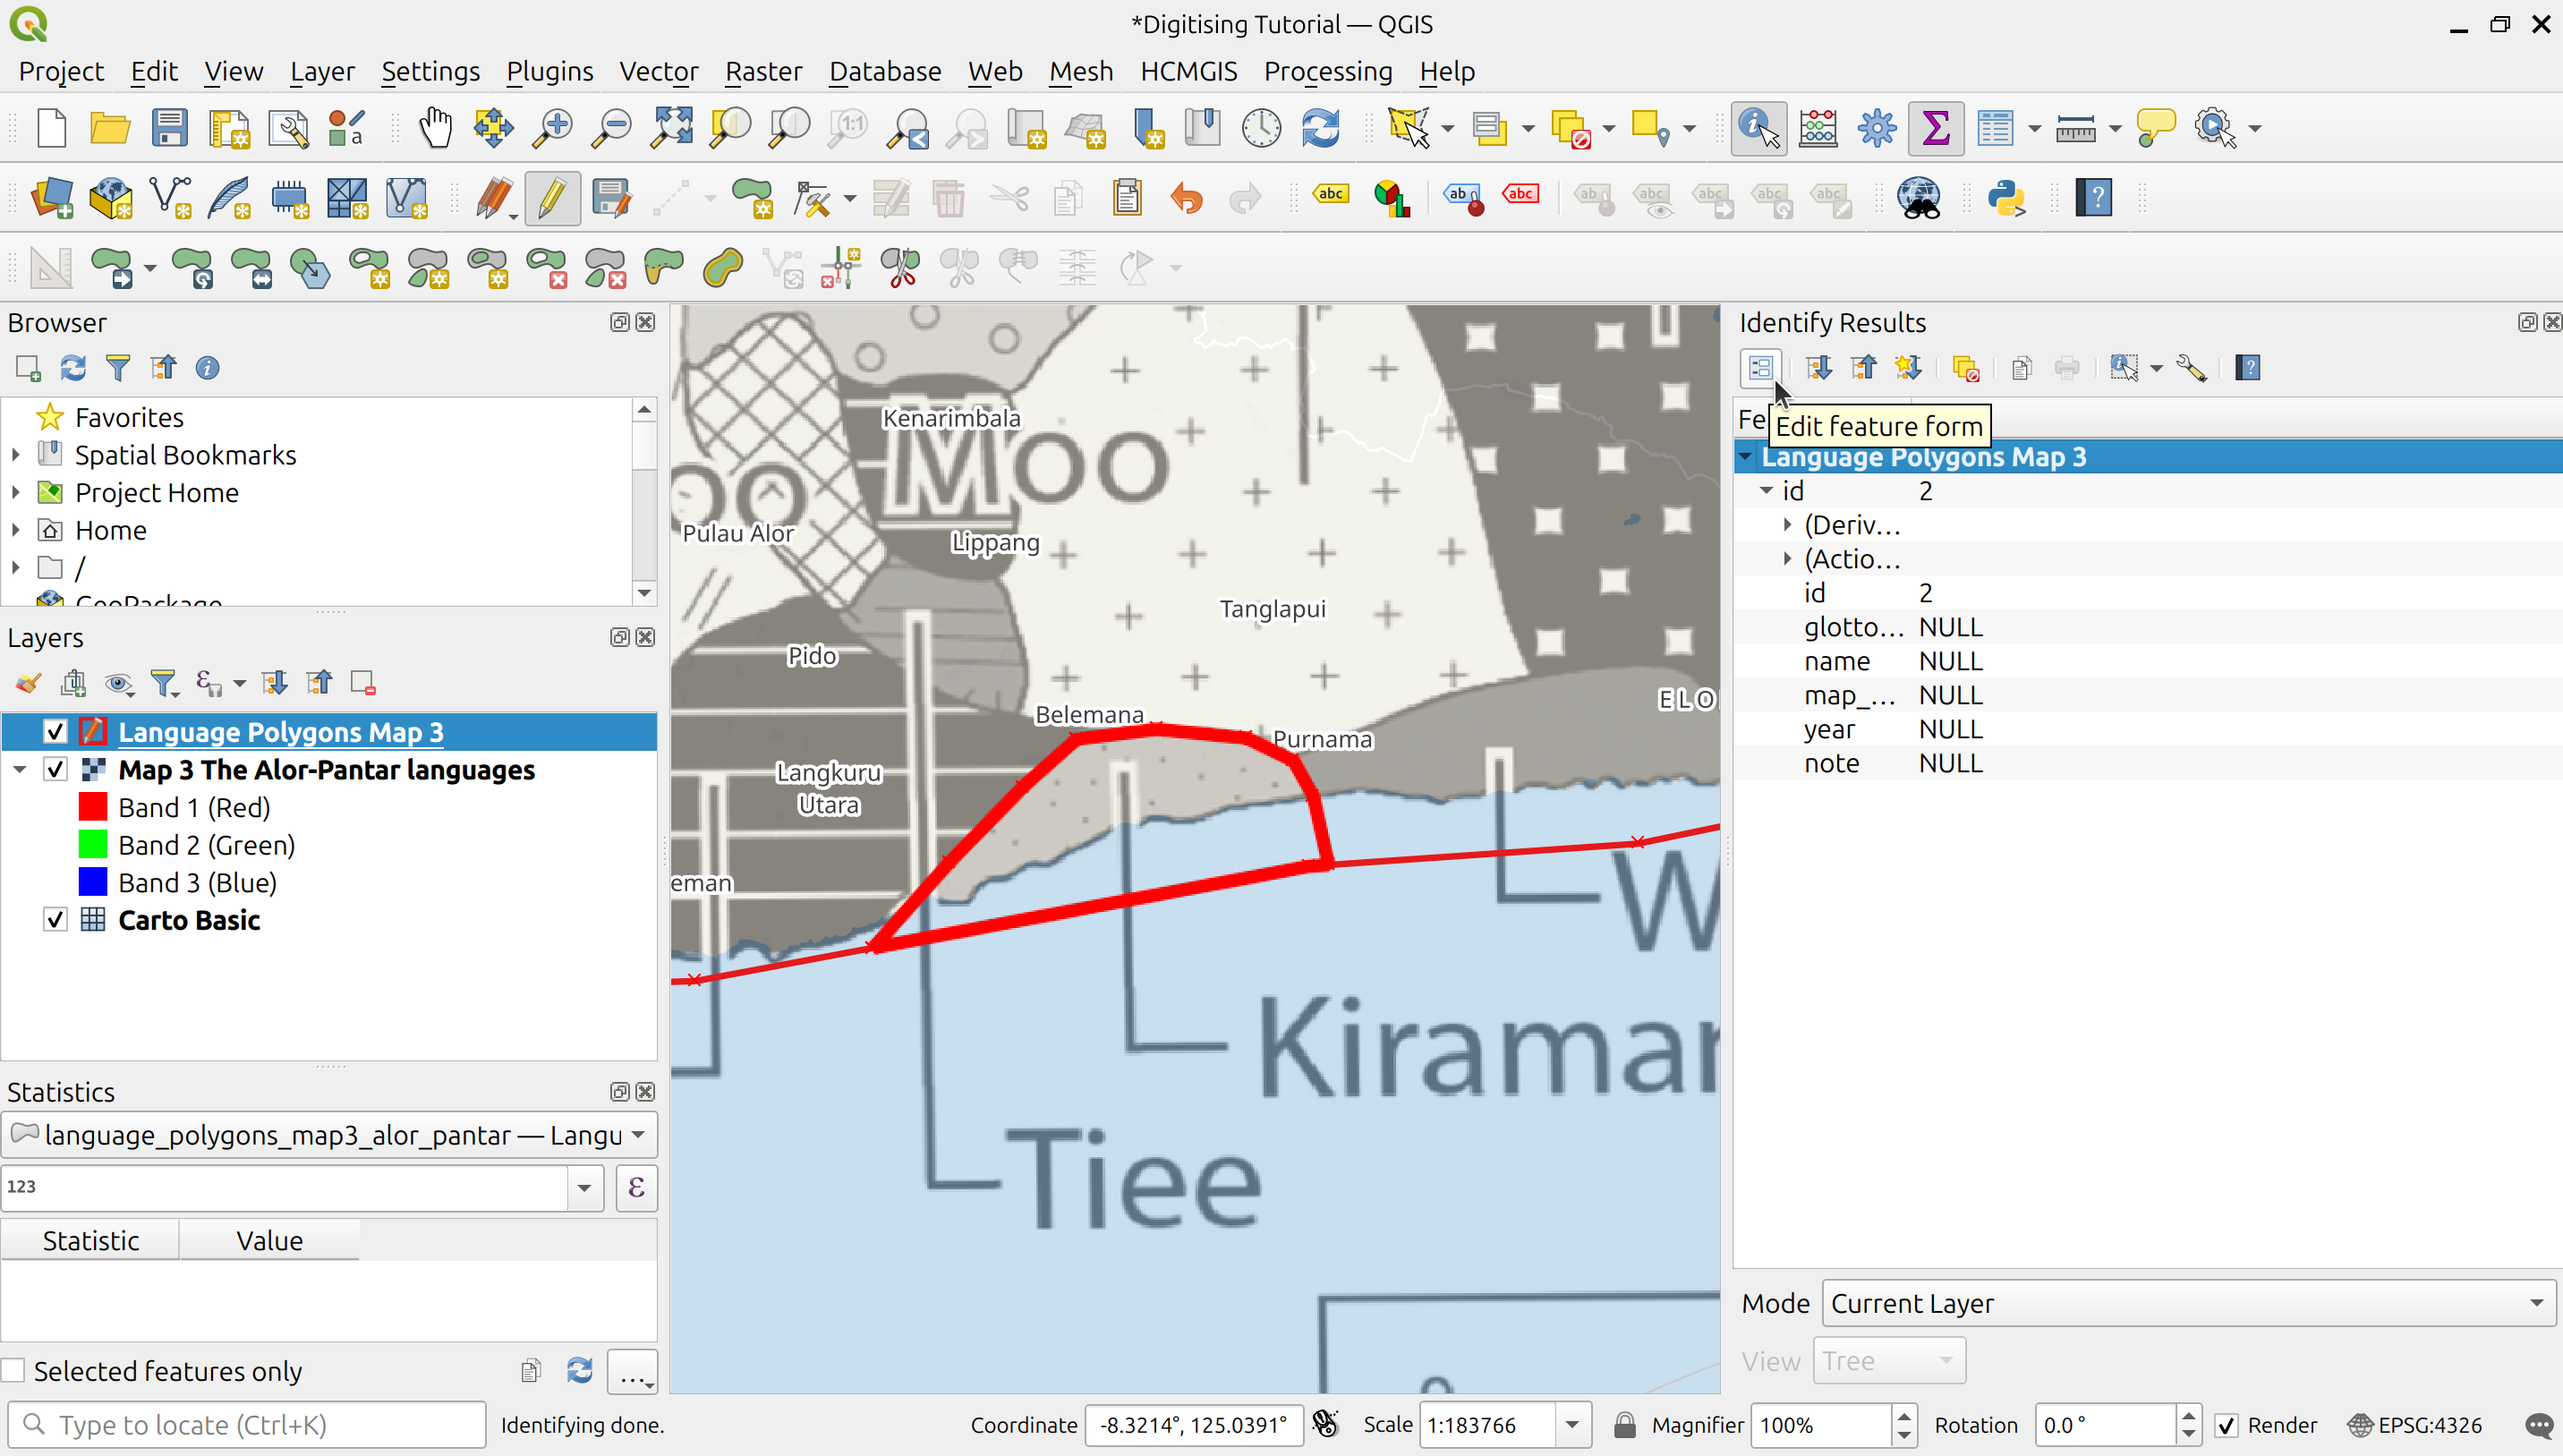 *Digitising Tutorial — QGIS
Project Edit View Layer Settings Plugins Vector Raster Database Web Mesh HCMGIS Processing Help
Browser
Favorites
Spatial Bookmarks
Project Home
Home
/
GeoPackage
Layers
Language Polygons Map 3
Map 3 The Alor-Pantar languages
Band 1 (Red)
Band 2 (Green)
Band 3 (Blue)
Carto Basic
Statistics
language_polygons_map3_alor_pantar — Langu
123
ε
Statistic Value
Selected features only
...
Type to locate (Ctrl+K)
Identifying done.
Kenarimbala
Moo
Pulau Alor
Lippang
Tanglapui
Pido
ELO
Belemana
Purnama
Langkuru
Utara
eman
W
Kiramar
Tiee
Identify Results
Fe
Edit feature form
Language Polygons Map 3
id 2
(Deriv...
(Actio...
id 2
glotto... NULL
name NULL
map_... NULL
year NULL
note NULL
Mode Current Layer
View Tree
Coordinate -8.3214°, 125.0391° Scale 1:183766 Magnifier 100% Rotation 0.0 ° Render EPSG:4326